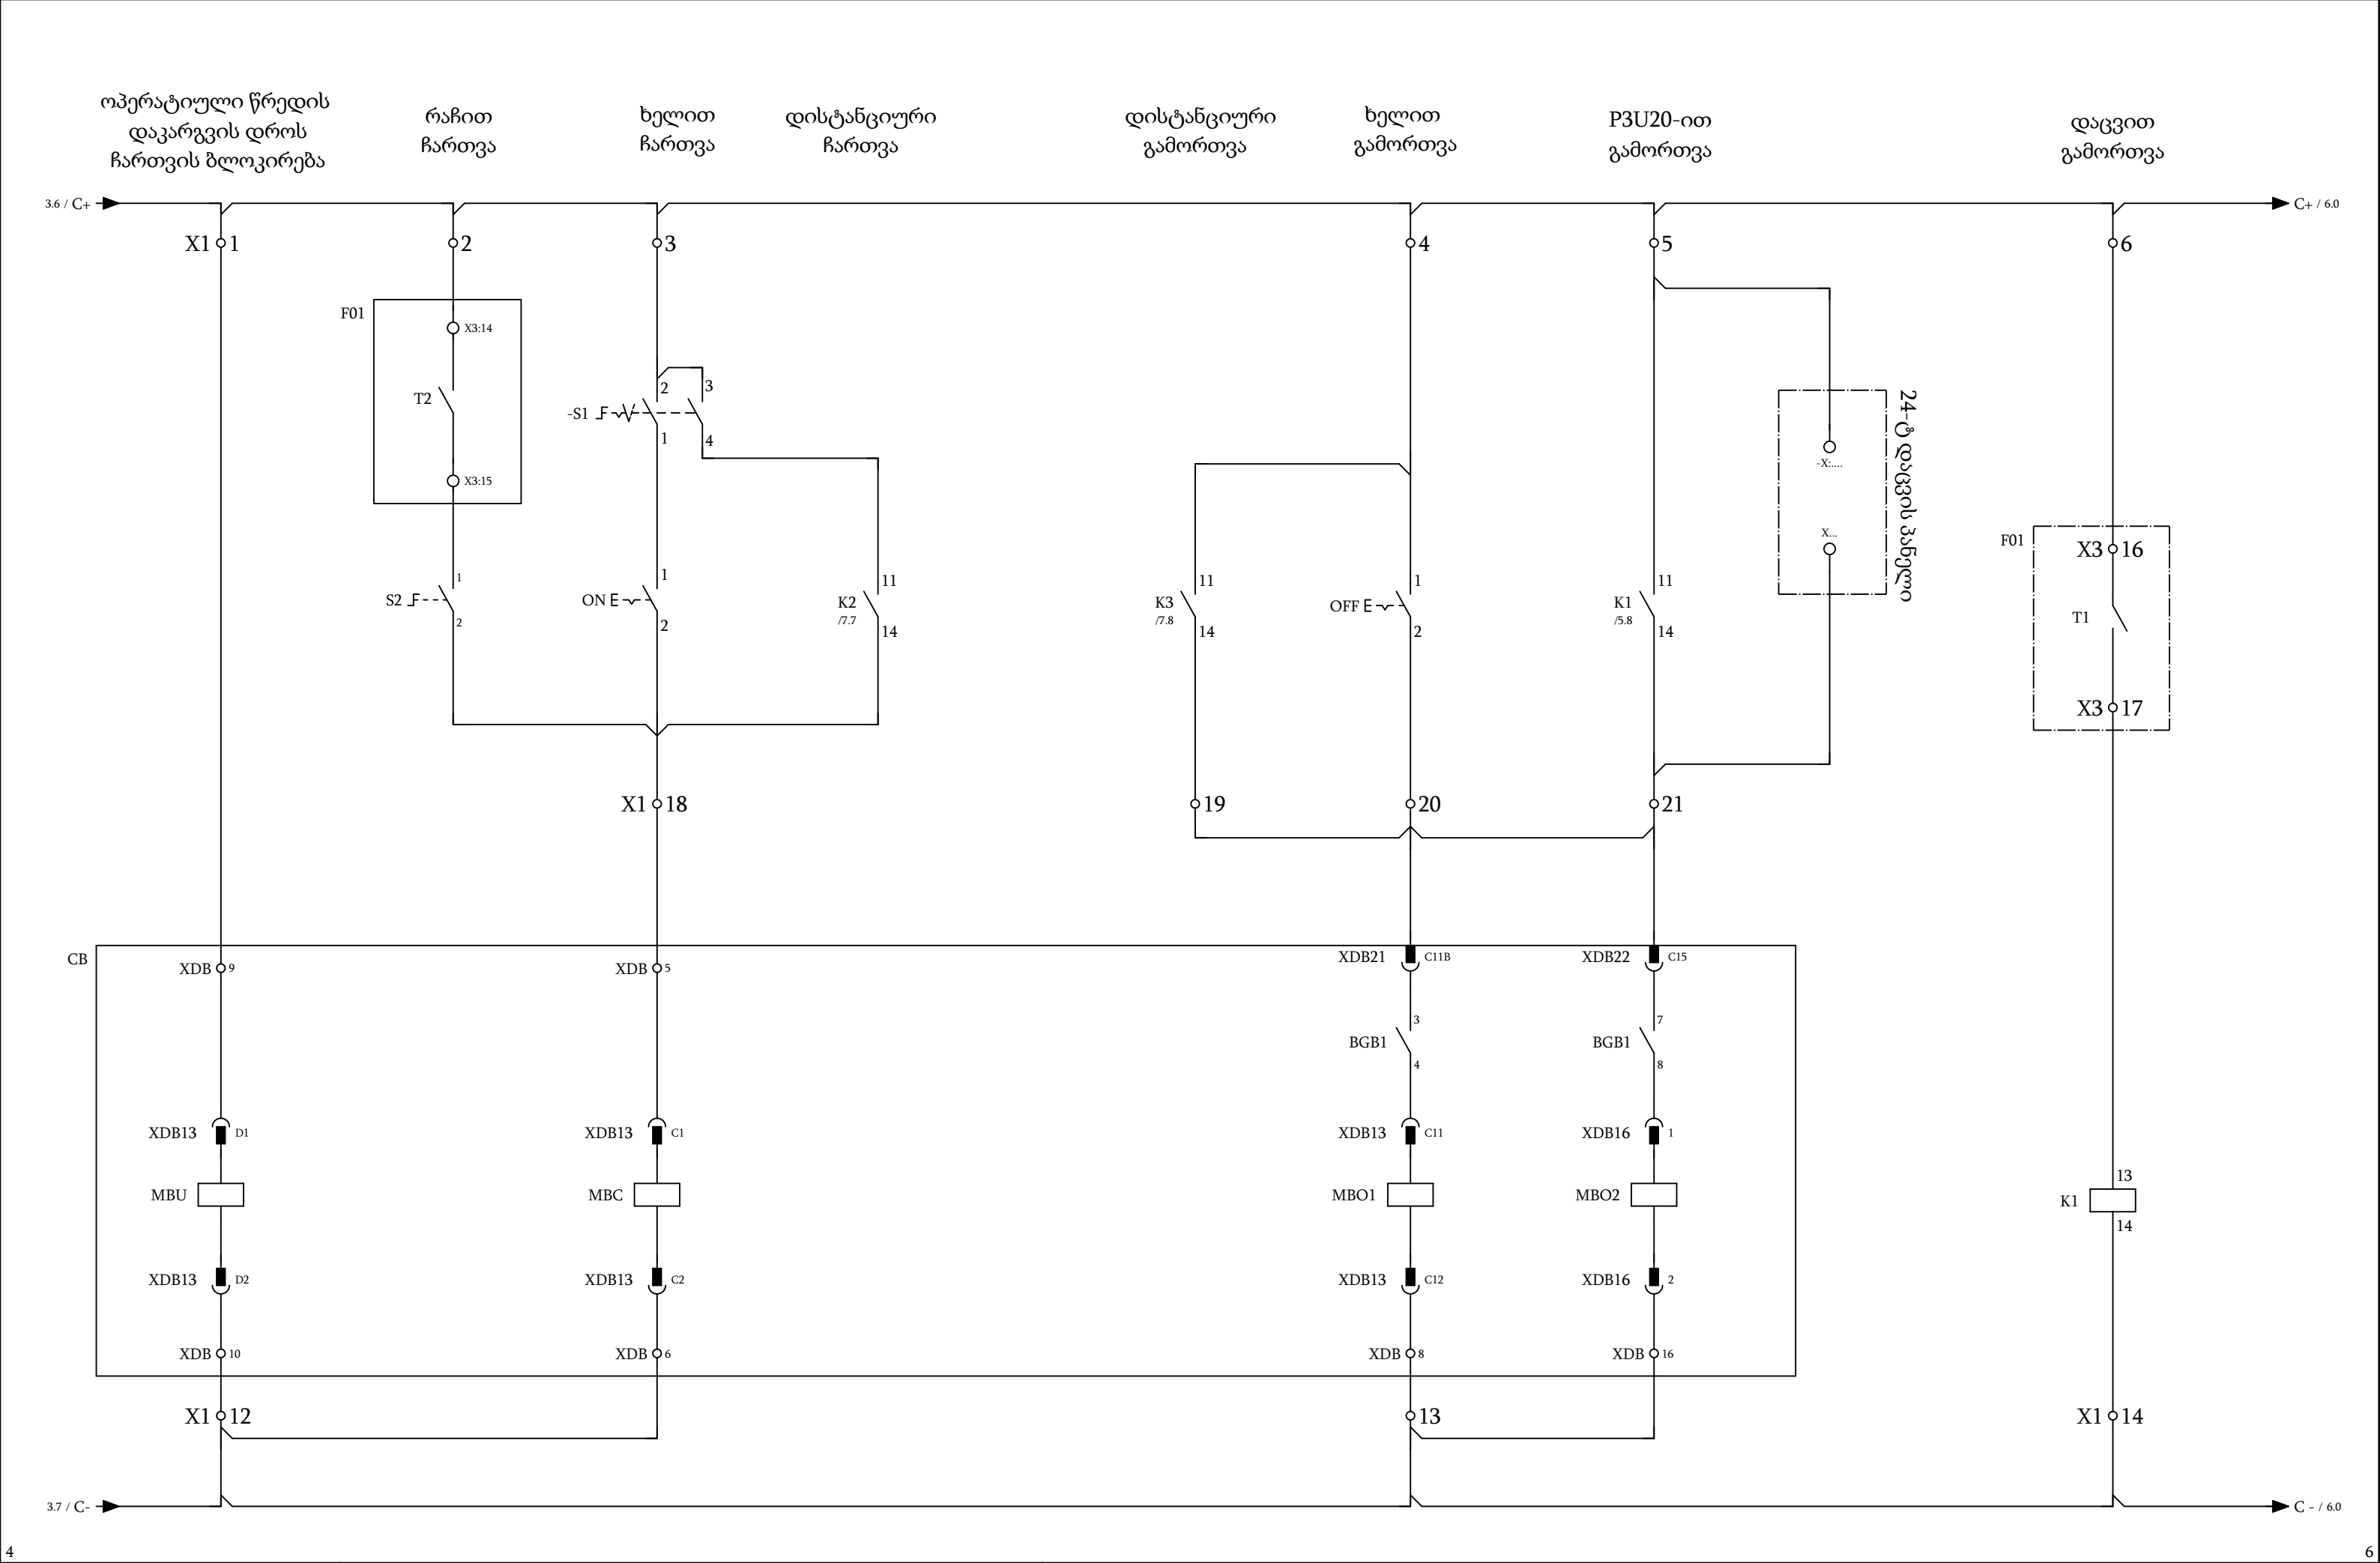 ოპერატიული წრედის
დაკარგვის დროს
ჩართვის ბლოკირება
რაჩით
ჩართვა
ხელით
ჩართვა
დისტანციური
ჩართვა
დისტანციური
გამორთვა
ხელით
გამორთვა
P3U20-ით
გამორთვა
დაცვით
გამორთვა
3.6 / C+
C+ / 6.0
X1 1
2
3
4
5
6
F01
X3:14
T2
X3:15
-S1
2
3
1
4
24-ტ დაცვის პანელი
-X:....
X...
F01
X3 16
T1
X3 17
S2
1
2
ON
1
2
K2
/7.7
11
14
K3
/7.8
11
14
OFF
1
2
K1
/5.8
11
14
X1 18
19
20
21
CB
XDB 9
XDB 5
XDB21 C11B
XDB22 C15
BGB1
3
4
BGB1
7
8
XDB13 D1
XDB13 C1
XDB13 C11
XDB16 1
MBU
MBC
MBO1
MBO2
K1
13
14
XDB13 D2
XDB13 C2
XDB13 C12
XDB16 2
XDB 10
XDB 6
XDB 8
XDB 16
X1 12
13
X1 14
3.7 / C-
C - / 6.0
4
6